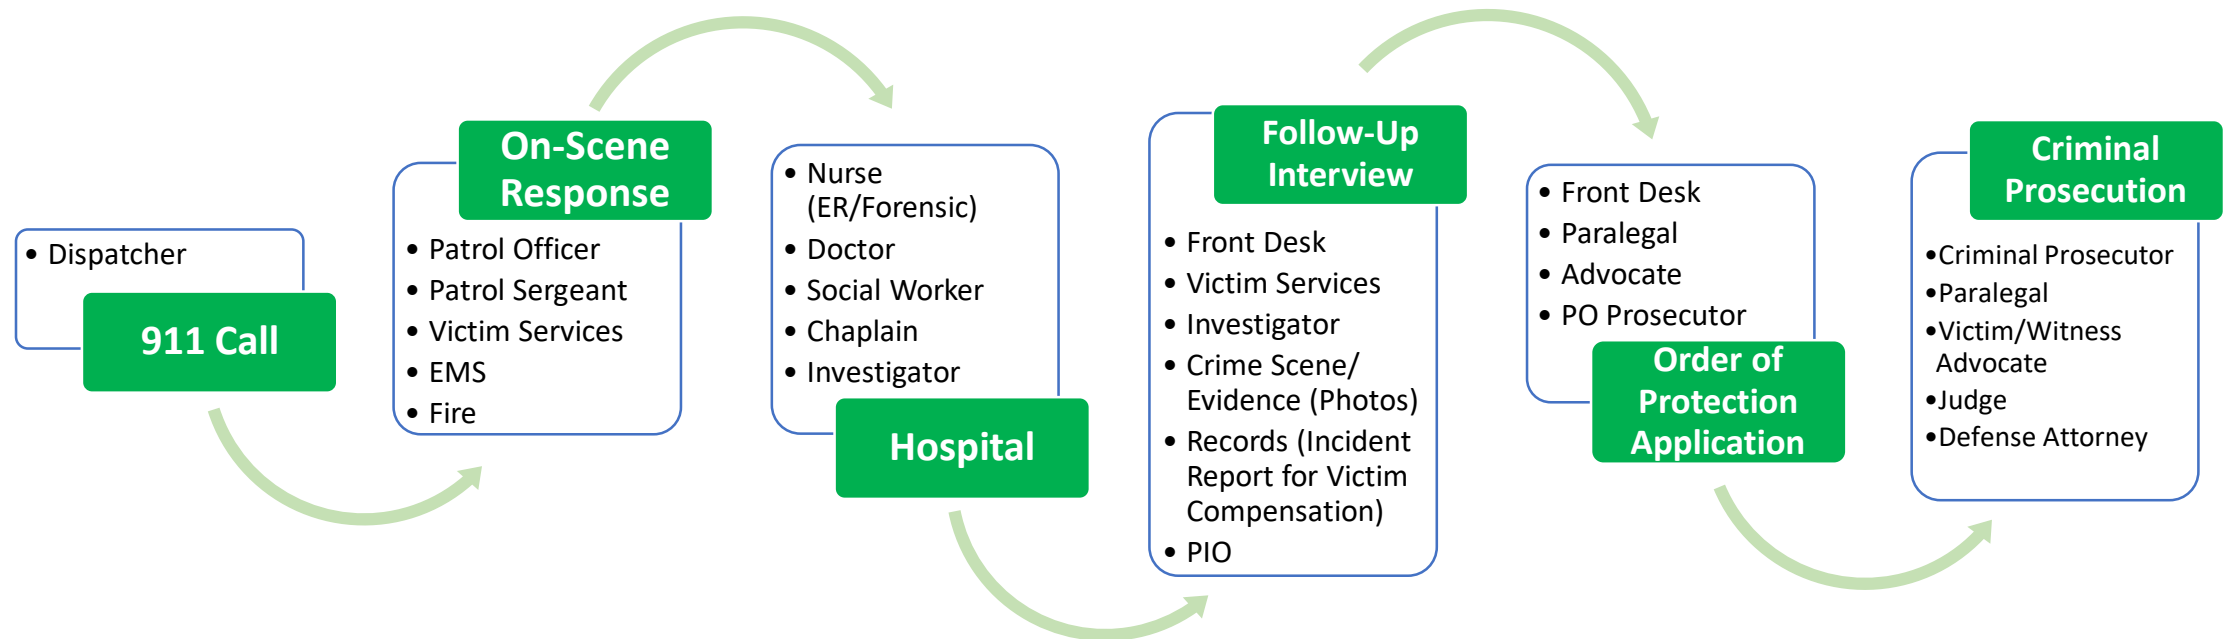 • Dispatcher
911 Call
On-Scene
Response
• Patrol Officer
• Patrol Sergeant
• Victim Services
• EMS
• Fire
• Nurse
(ER/Forensic)
• Doctor
• Social Worker
• Chaplain
• Investigator
Hospital
Follow-Up
Interview
• Front Desk
• Victim Services
• Investigator
• Crime Scene/
Evidence (Photos)
• Records (Incident
Report for Victim
Compensation)
• PIO
• Front Desk
• Paralegal
• Advocate
• PO Prosecutor
Order of
Protection
Application
Criminal
Prosecution
•Criminal Prosecutor
•Paralegal
•Victim/Witness
Advocate
•Judge
•Defense Attorney